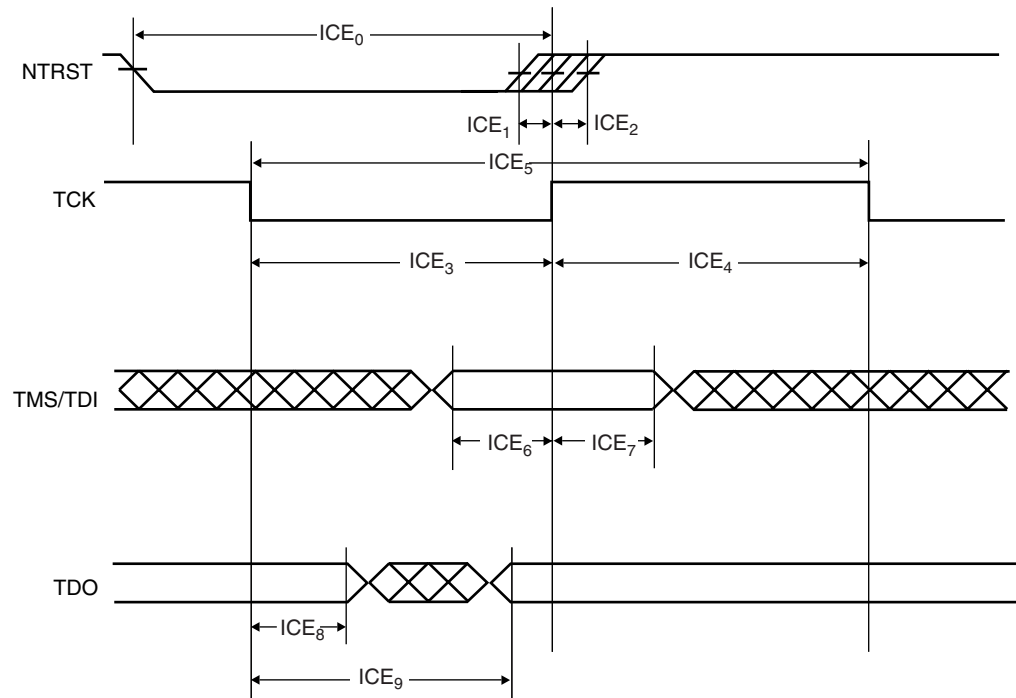 ICE₀
NTRST
ICE₁ ICE₂
ICE₅
TCK
ICE₃ ICE₄
TMS/TDI
ICE₆ ICE₇
TDO
ICE₈
ICE₉